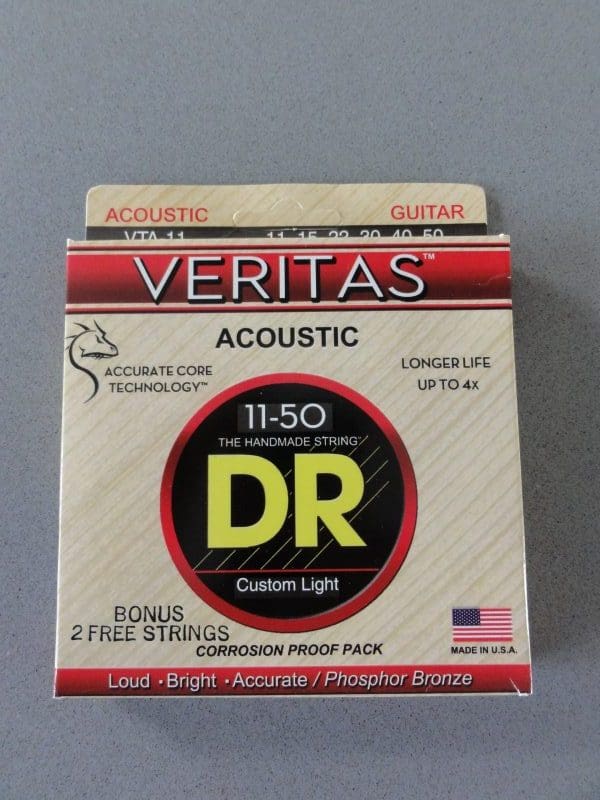 ACOUSTIC GUITAR
VTA-11 11 15 22 30 40 50
VERITAS™
ACOUSTIC
ACCURATE CORE
TECHNOLOGY™
LONGER LIFE
UP TO 4X
11-50
THE HANDMADE STRING™
DR
Custom Light
BONUS
2 FREE STRINGS
CORROSION PROOF PACK
MADE IN U.S.A.
Loud · Bright · Accurate / Phosphor Bronze